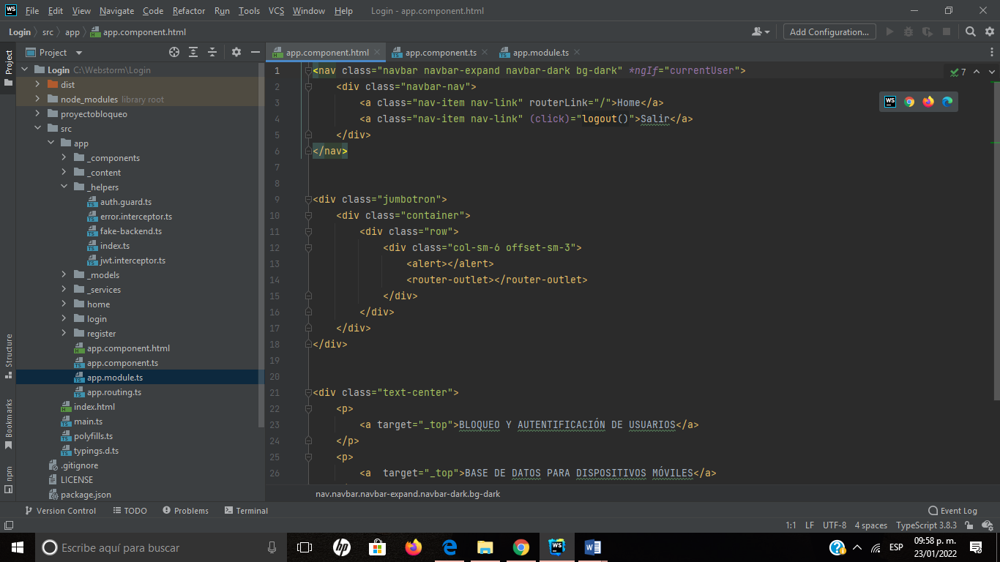 WS File Edit View Navigate Code Refactor Run Tools VCS Window Help Login - app.component.html
Login src app app.component.html Add Configuration...
Project
Project
app.component.html app.component.ts app.module.ts
Login C:\Webstorm\Login
dist
node_modules library root
proyectobloqueo
src
app
_components
_content
_helpers
auth.guard.ts
error.interceptor.ts
fake-backend.ts
index.ts
jwt.interceptor.ts
_models
_services
home
login
register
app.component.html
app.component.ts
app.module.ts
app.routing.ts
index.html
main.ts
polyfills.ts
typings.d.ts
.gitignore
LICENSE
package.json
Structure
Bookmarks
npm
1 <nav class="navbar navbar-expand navbar-dark bg-dark" *ngIf="currentUser">
2 <div class="navbar-nav">
3 <a class="nav-item nav-link" routerLink="/">Home</a>
4 <a class="nav-item nav-link" (click)="logout()">Salir</a>
5 </div>
6 </nav>
7
8
9 <div class="jumbotron">
10 <div class="container">
11 <div class="row">
12 <div class="col-sm-6 offset-sm-3">
13 <alert></alert>
14 <router-outlet></router-outlet>
15 </div>
16 </div>
17 </div>
18 </div>
19
20
21 <div class="text-center">
22 <p>
23 <a target="_top">BLOQUEO Y AUTENTIFICACIÓN DE USUARIOS</a>
24 </p>
25 <p>
26 <a  target="_top">BASE DE DATOS PARA DISPOSITIVOS MÓVILES</a>
7
WS
nav.navbar.navbar-expand.navbar-dark.bg-dark
Version Control TODO Problems Terminal Event Log
1:1 LF UTF-8 4 spaces TypeScript 3.8.3
Escribe aquí para buscar
hp
WS
W
ESP
09:58 p. m.
23/01/2022